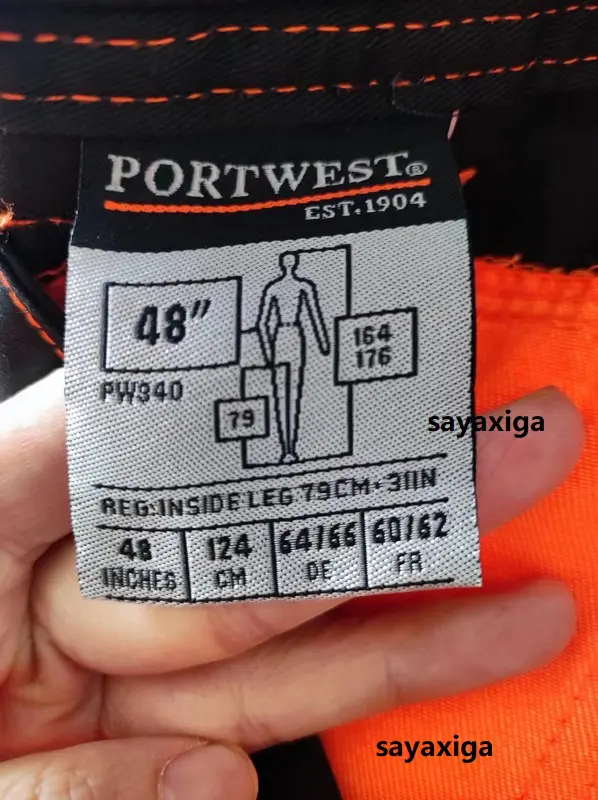 PORTWEST®
EST.1904
48"
164
176
PW340
79
sayaxiga
REG:INSIDE LEG 79CM-31IN
48 124 64/66 60/62
INCHES CM DE FR
sayaxiga